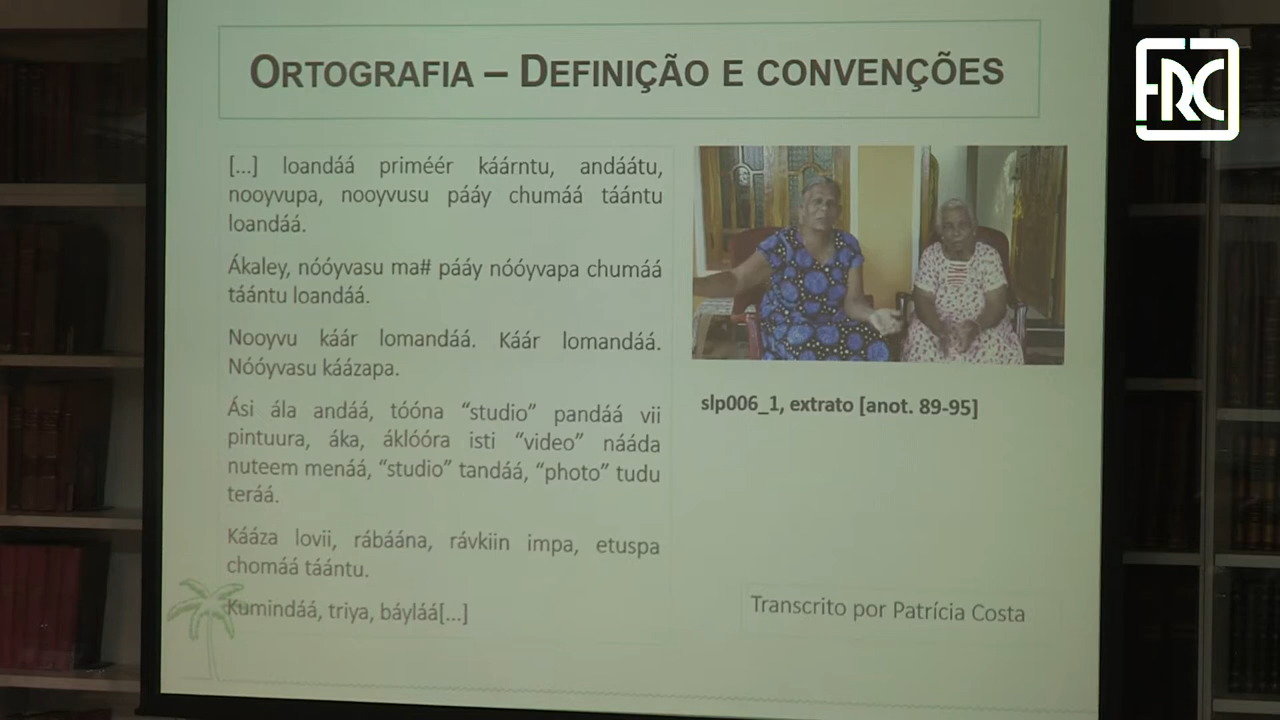 ORTOGRAFIA – DEFINIÇÃO E CONVENÇÕES
[...] loandáá priméér káárntu, andáátu,
nooyvupa, nooyvusu pááy chumáá táántu
loandáá.
Ákaley, nóóyvasu ma# pááy nóóyvapa chumáá
táántu loandáá.
Nooyvu káár lomandáá. Káár lomandáá.
Nóóyvasu káázapa.
Ási ála andáá, tóóna “studio” pandáá vii
pintuura, áka, áklóóra isti “video” nááda
nuteem menáá, “studio” tandáá, “photo” tudu
teráá.
Kááza lovii, rábáána, rávkiin impa, etuspa
chomáá táántu.
Kumindáá, triya, báyláá[...]
slp006_1, extrato [anot. 89-95]
Transcrito por Patrícia Costa
FRC